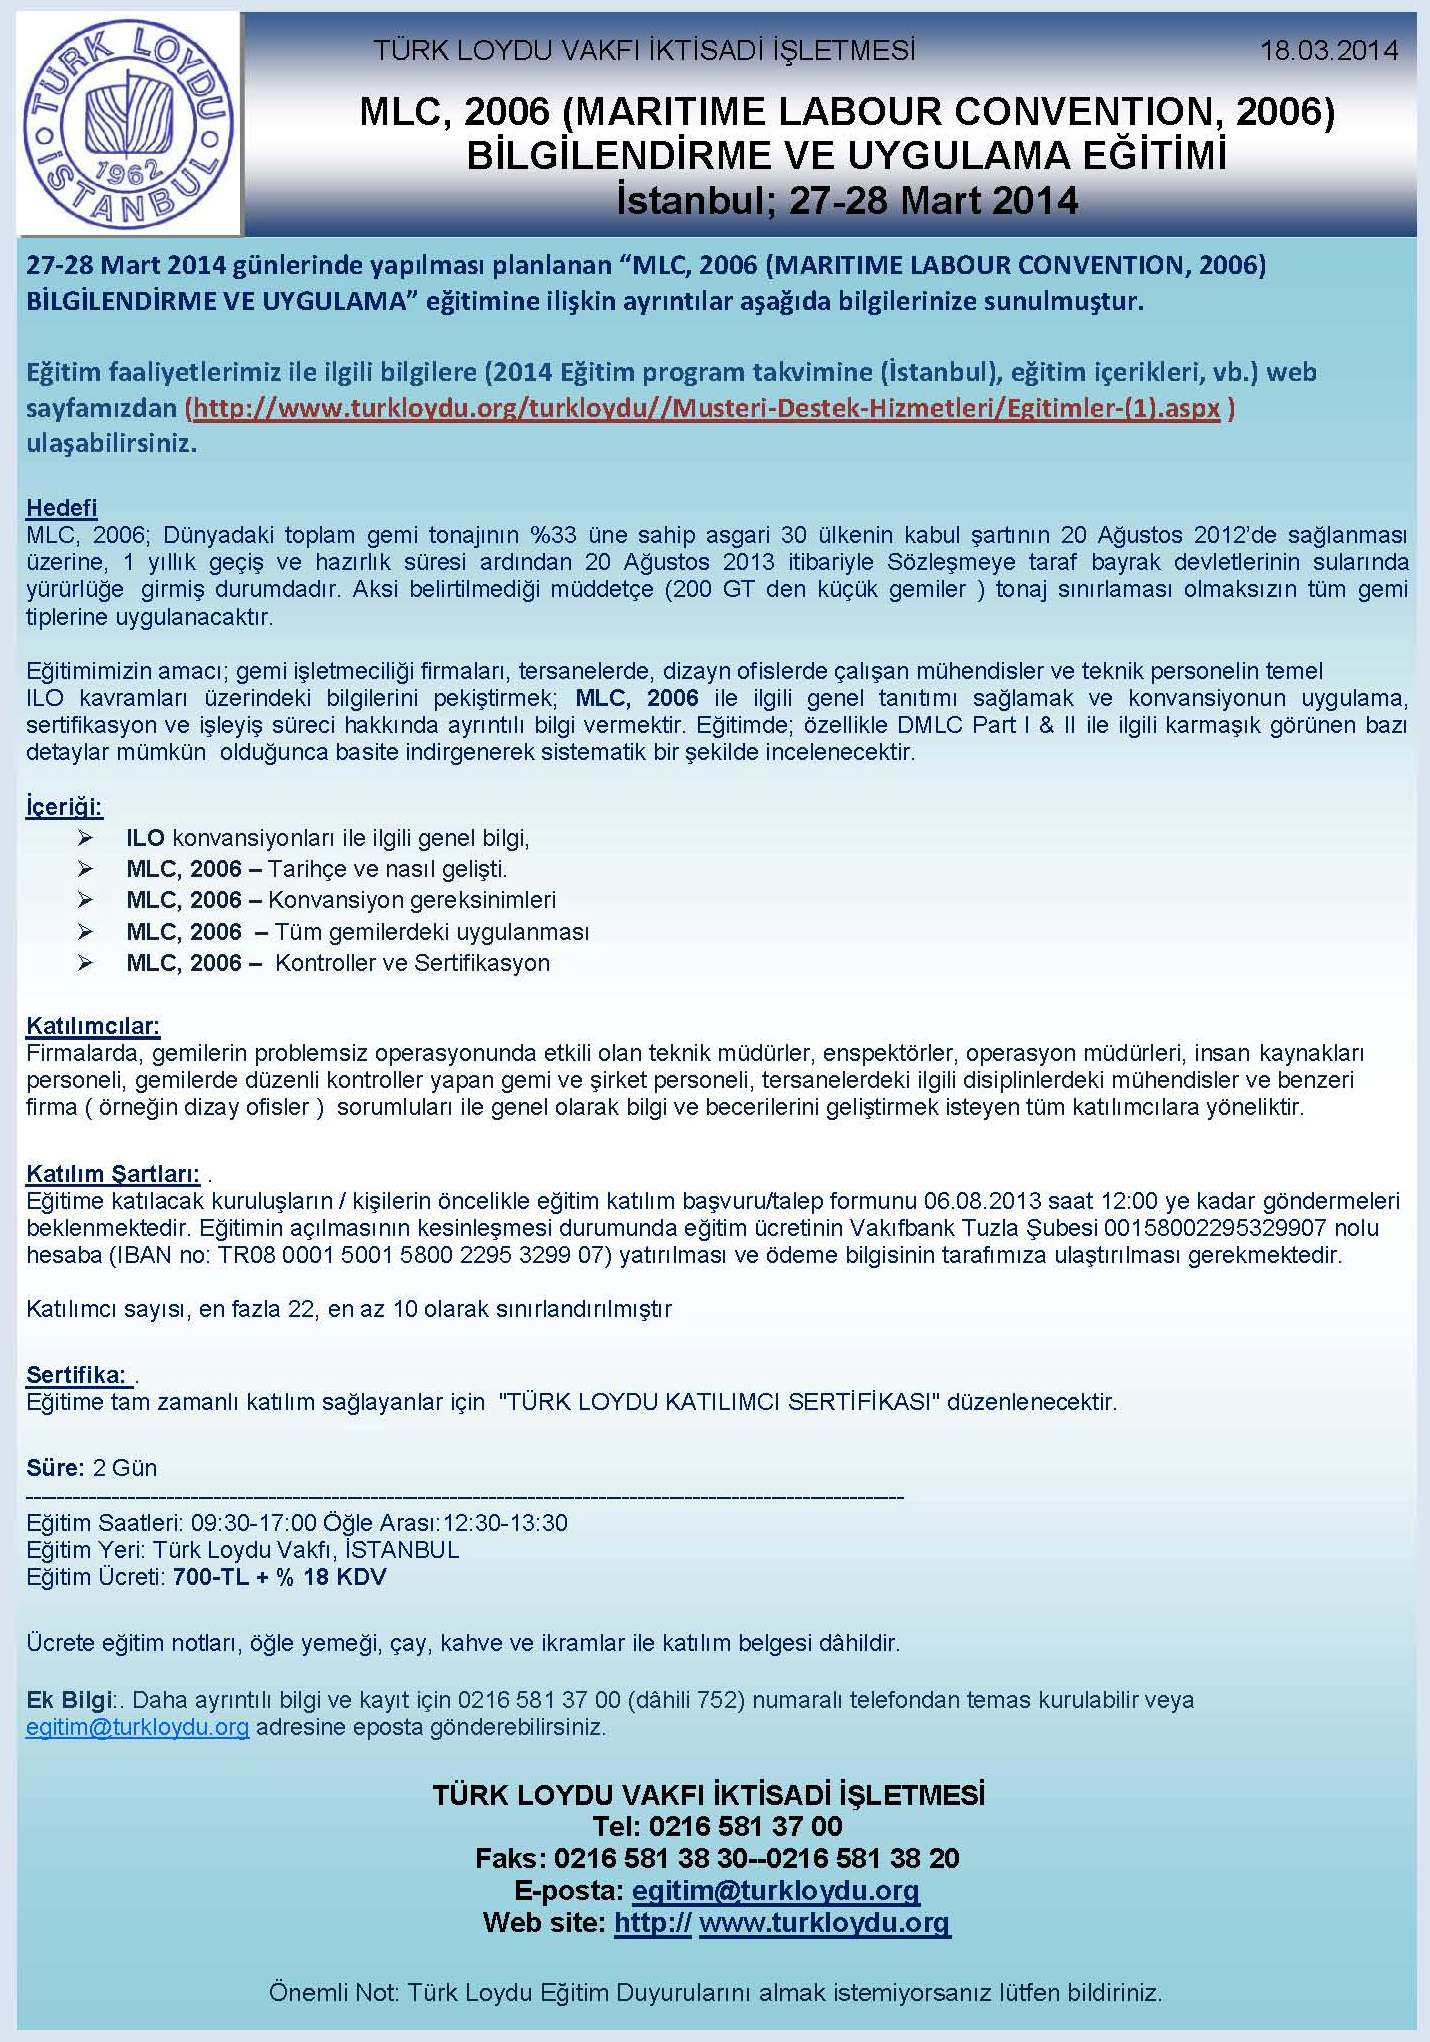 TÜRK LOYDU
1962
İSTANBUL
TÜRK LOYDU VAKFI İKTİSADİ İŞLETMESİ 18.03.2014
MLC, 2006 (MARITIME LABOUR CONVENTION, 2006)
BİLGİLENDİRME VE UYGULAMA EĞİTİMİ
İstanbul; 27-28 Mart 2014
27-28 Mart 2014 günlerinde yapılması planlanan “MLC, 2006 (MARITIME LABOUR CONVENTION, 2006)
BİLGİLENDİRME VE UYGULAMA” eğitimine ilişkin ayrıntılar aşağıda bilgilerinize sunulmuştur.
Eğitim faaliyetlerimiz ile ilgili bilgilere (2014 Eğitim program takvimine (İstanbul), eğitim içerikleri, vb.) web
sayfamızdan (http://www.turkloydu.org/turkloydu//Musteri-Destek-Hizmetleri/Egitimler-(1).aspx )
ulaşabilirsiniz.
Hedefi
MLC, 2006; Dünyadaki toplam gemi tonajının %33 üne sahip asgari 30 ülkenin kabul şartının 20 Ağustos 2012’de sağlanması
üzerine, 1 yıllık geçiş ve hazırlık süresi ardından 20 Ağustos 2013 itibariyle Sözleşmeye taraf bayrak devletlerinin sularında
yürürlüğe girmiş durumdadır. Aksi belirtilmediği müddetçe (200 GT den küçük gemiler ) tonaj sınırlaması olmaksızın tüm gemi
tiplerine uygulanacaktır.
Eğitimimizin amacı; gemi işletmeciliği firmaları, tersanelerde, dizayn ofislerde çalışan mühendisler ve teknik personelin temel
ILO kavramları üzerindeki bilgilerini pekiştirmek; MLC, 2006 ile ilgili genel tanıtımı sağlamak ve konvansiyonun uygulama,
sertifikasyon ve işleyiş süreci hakkında ayrıntılı bilgi vermektir. Eğitimde; özellikle DMLC Part I & II ile ilgili karmaşık görünen bazı
detaylar mümkün olduğunca basite indirgenerek sistematik bir şekilde incelenecektir.
İçeriği:
➢ ILO konvansiyonları ile ilgili genel bilgi,
➢ MLC, 2006 – Tarihçe ve nasıl gelişti.
➢ MLC, 2006 – Konvansiyon gereksinimleri
➢ MLC, 2006 – Tüm gemilerdeki uygulanması
➢ MLC, 2006 – Kontroller ve Sertifikasyon
Katılımcılar:
Firmalarda, gemilerin problemsiz operasyonunda etkili olan teknik müdürler, enspektörler, operasyon müdürleri, insan kaynakları
personeli, gemilerde düzenli kontroller yapan gemi ve şirket personeli, tersanelerdeki ilgili disiplinlerdeki mühendisler ve benzeri
firma ( örneğin dizay ofisler ) sorumluları ile genel olarak bilgi ve becerilerini geliştirmek isteyen tüm katılımcılara yöneliktir.
Katılım Şartları: .
Eğitime katılacak kuruluşların / kişilerin öncelikle eğitim katılım başvuru/talep formunu 06.08.2013 saat 12:00 ye kadar göndermeleri
beklenmektedir. Eğitimin açılmasının kesinleşmesi durumunda eğitim ücretinin Vakıfbank Tuzla Şubesi 00158002295329907 nolu
hesaba (IBAN no: TR08 0001 5001 5800 2295 3299 07) yatırılması ve ödeme bilgisinin tarafımıza ulaştırılması gerekmektedir.
Katılımcı sayısı, en fazla 22, en az 10 olarak sınırlandırılmıştır
Sertifika: .
Eğitime tam zamanlı katılım sağlayanlar için "TÜRK LOYDU KATILIMCI SERTİFİKASI" düzenlenecektir.
Süre: 2 Gün
----------------------------------------------------------------------------------------------------------------
Eğitim Saatleri: 09:30-17:00 Öğle Arası:12:30-13:30
Eğitim Yeri: Türk Loydu Vakfı, İSTANBUL
Eğitim Ücreti: 700-TL + % 18 KDV
Ücrete eğitim notları, öğle yemeği, çay, kahve ve ikramlar ile katılım belgesi dâhildir.
Ek Bilgi:. Daha ayrıntılı bilgi ve kayıt için 0216 581 37 00 (dâhili 752) numaralı telefondan temas kurulabilir veya
egitim@turkloydu.org adresine eposta gönderebilirsiniz.
TÜRK LOYDU VAKFI İKTİSADİ İŞLETMESİ
Tel: 0216 581 37 00
Faks: 0216 581 38 30--0216 581 38 20
E-posta: egitim@turkloydu.org
Web site: http:// www.turkloydu.org
Önemli Not: Türk Loydu Eğitim Duyurularını almak istemiyorsanız lütfen bildiriniz.